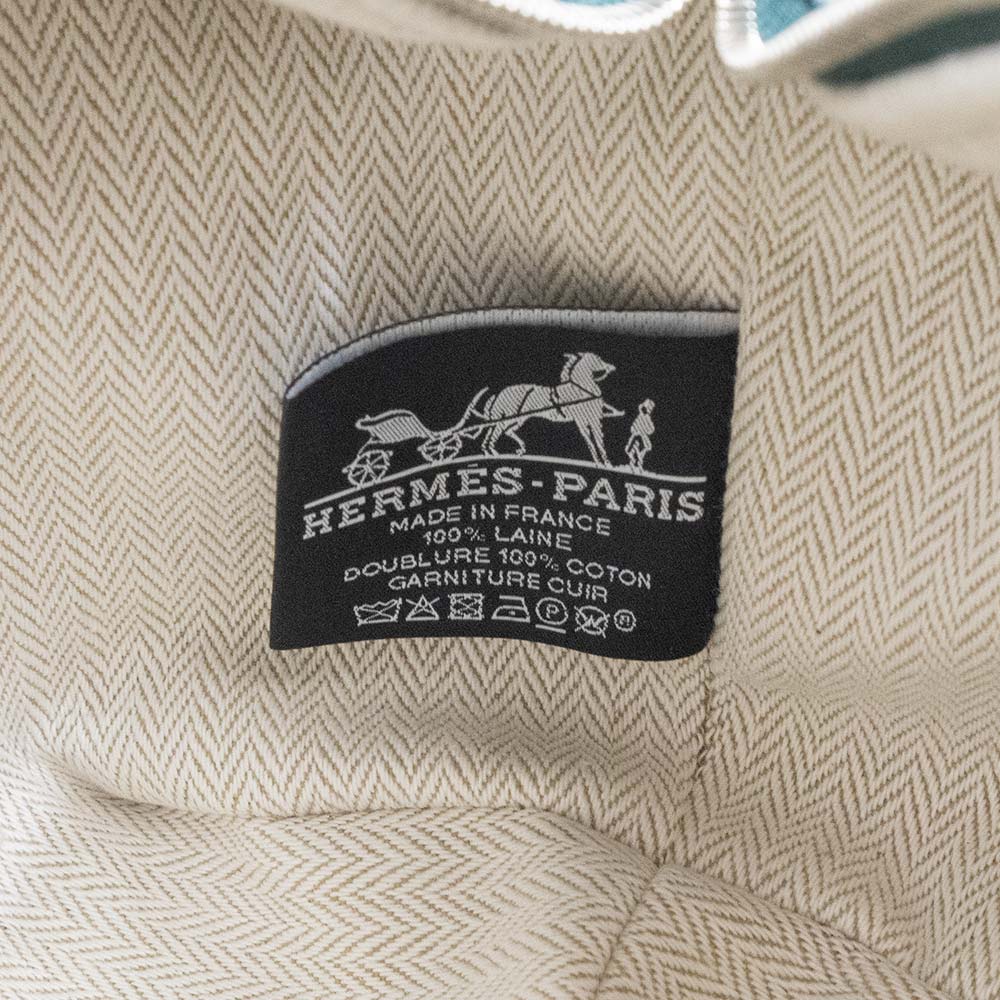 HERMÈS-PARIS
MADE IN FRANCE
100% LAINE
DOUBLURE 100% COTON
GARNITURE CUIR
P W